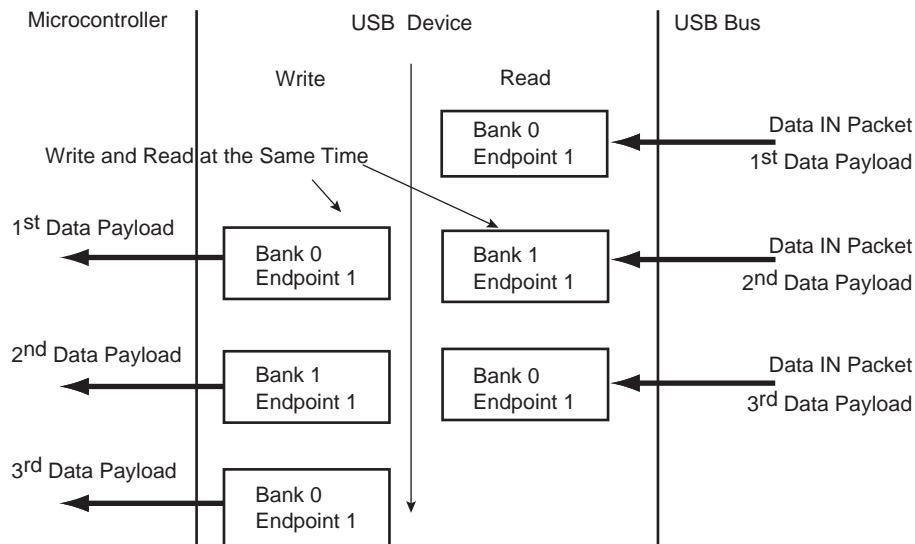 Microcontroller
USB Device
USB Bus
Write
Read
Bank 0
Endpoint 1
Data IN Packet
1st Data Payload
Write and Read at the Same Time
1st Data Payload
Bank 0
Endpoint 1
Bank 1
Endpoint 1
Data IN Packet
2nd Data Payload
2nd Data Payload
Bank 1
Endpoint 1
Bank 0
Endpoint 1
Data IN Packet
3rd Data Payload
3rd Data Payload
Bank 0
Endpoint 1